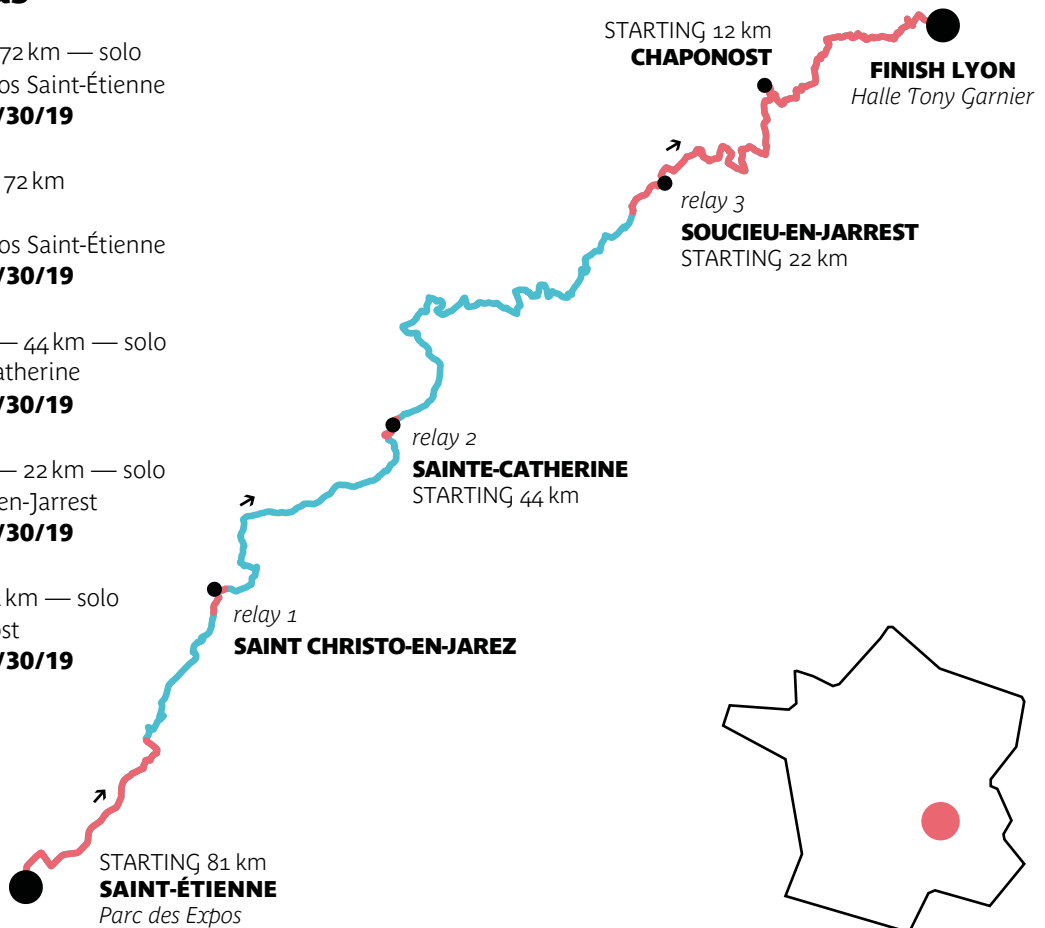 72 km — solo
os Saint-Étienne
/30/19
72 km
os Saint-Étienne
/30/19
— 44 km — solo
atherine
/30/19
— 22 km — solo
en-Jarrest
/30/19
km — solo
ost
/30/19
STARTING 12 km
CHAPONOST
FINISH LYON
Halle Tony Garnier
relay 3
SOUCIEU-EN-JARREST
STARTING 22 km
relay 2
SAINTE-CATHERINE
STARTING 44 km
relay 1
SAINT CHRISTO-EN-JAREZ
STARTING 81 km
SAINT-ÉTIENNE
Parc des Expos